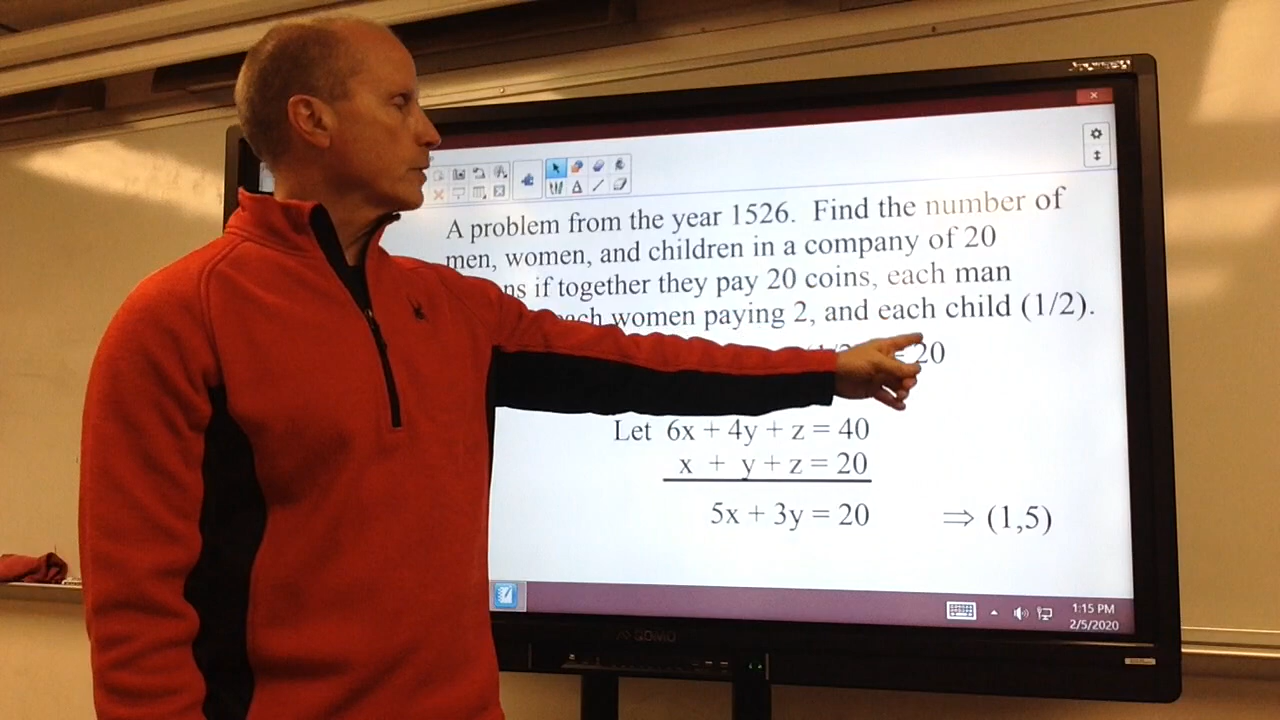 A problem from the year 1526. Find the number of
men, women, and children in a company of 20
if together they pay 20 coins, each man
women paying 2, and each child (1/2).
= 20
Let 6x + 4y + z = 40
x + y + z = 20
5x + 3y = 20 ⇒ (1,5)
1:15 PM
2/5/2020